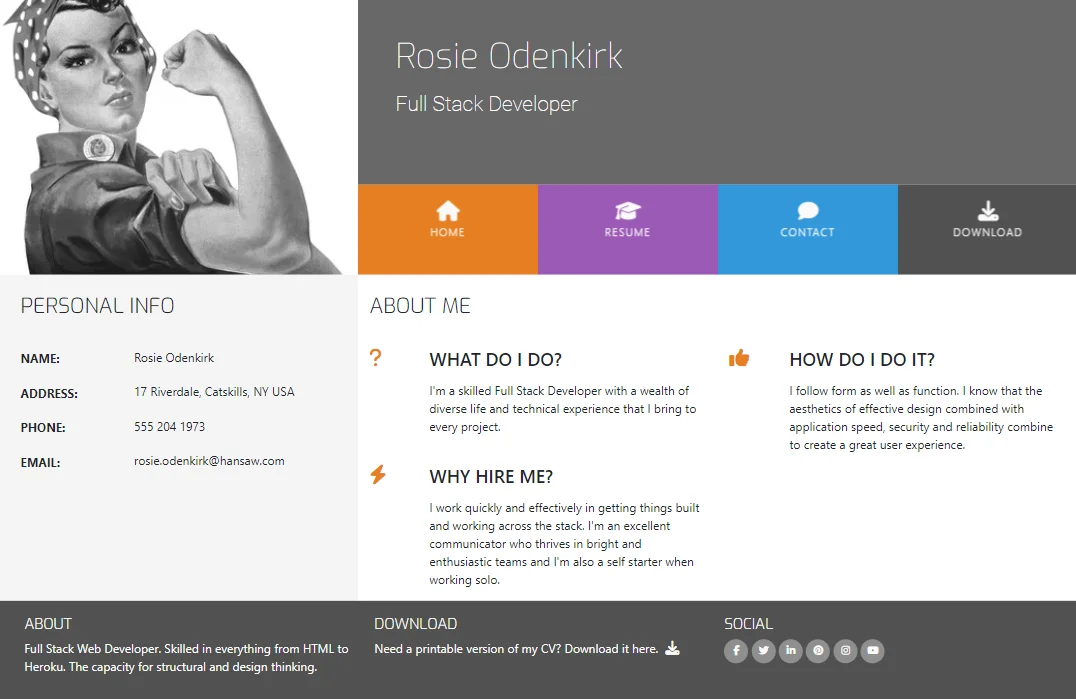 Rosie Odenkirk
Full Stack Developer
HOME
RESUME
CONTACT
DOWNLOAD
PERSONAL INFO
NAME: Rosie Odenkirk
ADDRESS: 17 Riverdale, Catskills, NY USA
PHONE: 555 204 1973
EMAIL: rosie.odenkirk@hansaw.com
ABOUT ME
WHAT DO I DO?
I'm a skilled Full Stack Developer with a wealth of
diverse life and technical experience that I bring to
every project.
HOW DO I DO IT?
I follow form as well as function. I know that the
aesthetics of effective design combined with
application speed, security and reliability combine
to create a great user experience.
WHY HIRE ME?
I work quickly and effectively in getting things built
and working across the stack. I'm an excellent
communicator who thrives in bright and
enthusiastic teams and I'm also a self starter when
working solo.
ABOUT
Full Stack Web Developer. Skilled in everything from HTML to
Heroku. The capacity for structural and design thinking.
DOWNLOAD
Need a printable version of my CV? Download it here.
SOCIAL